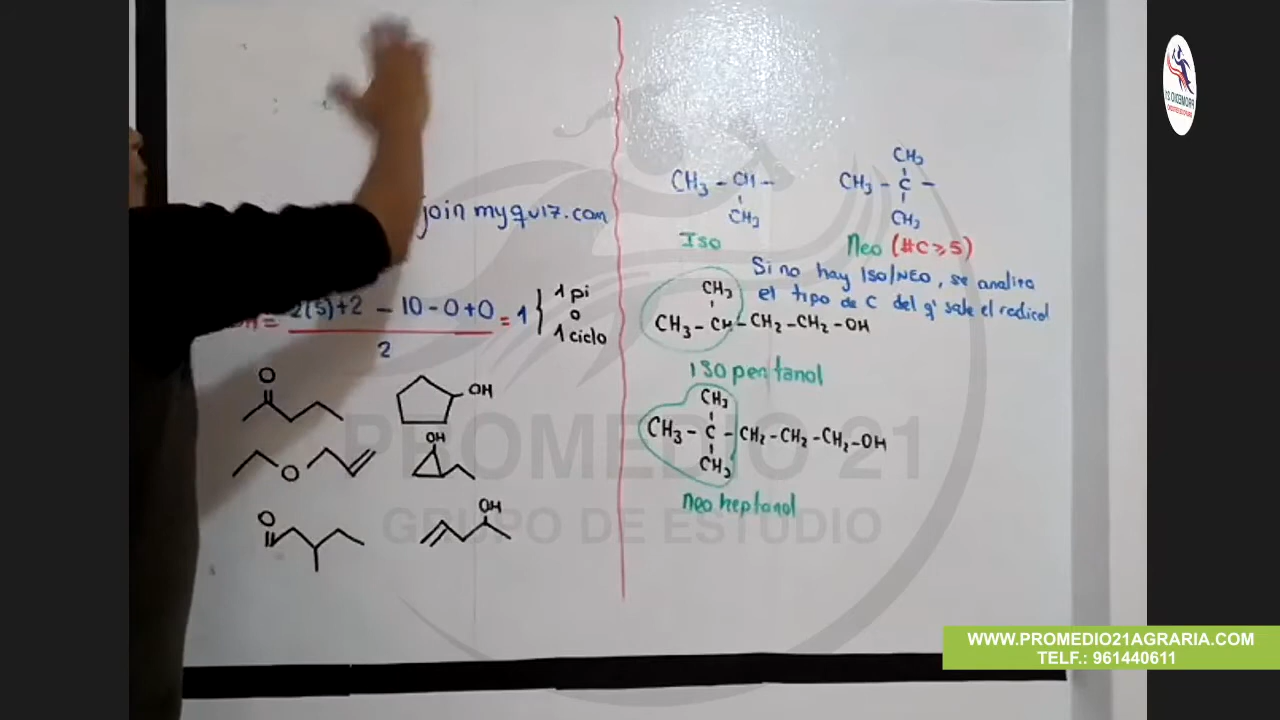 join myquiz.com
2(5)+2 - 10 - 0 + 0 = 1
2
1 pi
o
1 ciclo
O
OH
O
OH
O
OH
CH3 - CH -
CH3
Iso
CH3
CH3 - C -
CH3
Neo (#C ≥ 5)
Si no hay ISO/NEO, se analiza
el tipo de C del q' sale el radical
CH3
CH3 - CH - CH2 - CH2 - OH
ISO pentanol
CH3
CH3 - C - CH2 - CH2 - CH2 - OH
CH3
neo heptanol
PROMEDIO 21
GRUPO DE ESTUDIO
PROMEDIO 21
WWW.PROMEDIO21AGRARIA.COM
TELF.: 961440611